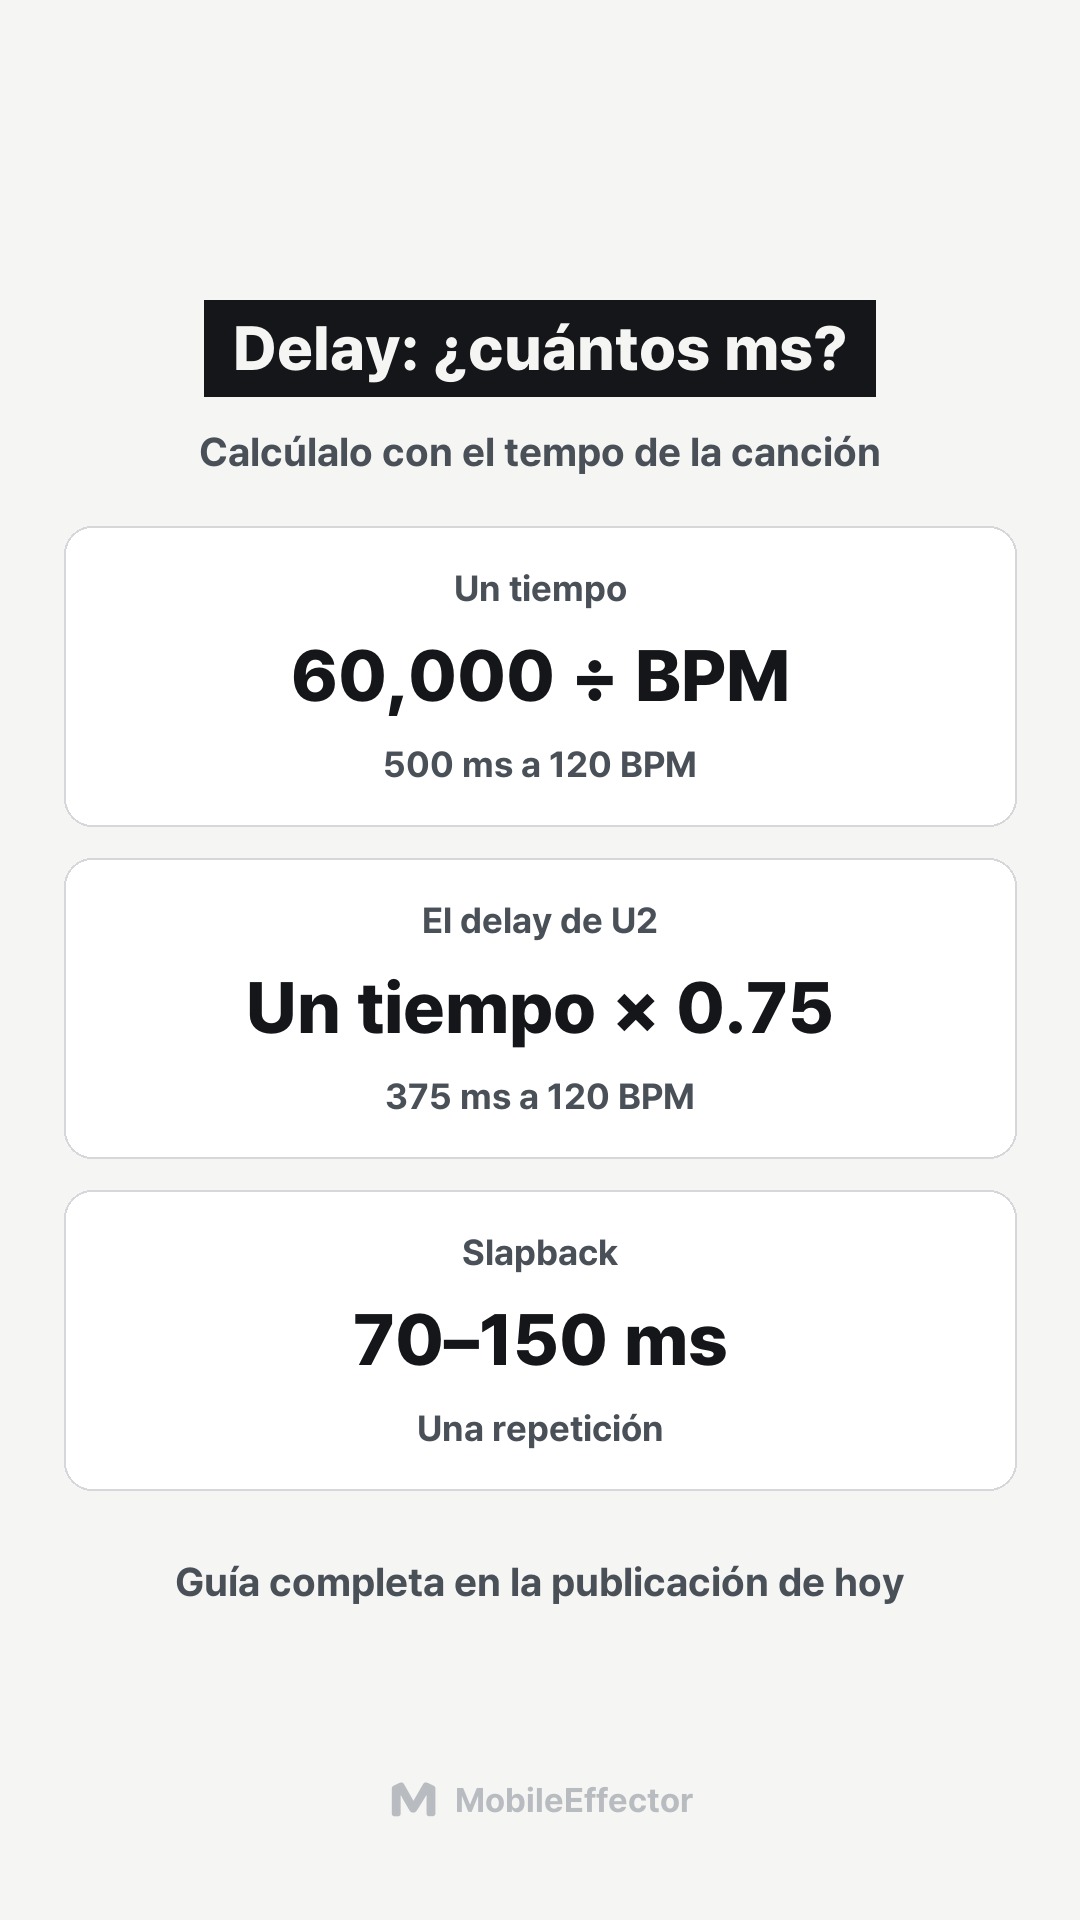 Delay: ¿cuántos ms?
Calcúlalo con el tempo de la canción
Un tiempo
60,000 ÷ BPM
500 ms a 120 BPM
El delay de U2
Un tiempo × 0.75
375 ms a 120 BPM
Slapback
70–150 ms
Una repetición
Guía completa en la publicación de hoy
MobileEffector